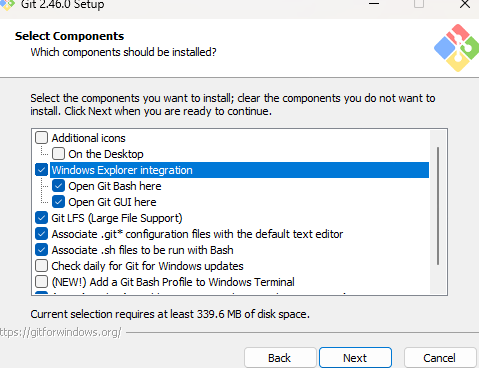 Git 2.46.0 Setup
Select Components
Which components should be installed?
Select the components you want to install; clear the components you do not want to
install. Click Next when you are ready to continue.
Additional icons
On the Desktop
Windows Explorer integration
Open Git Bash here
Open Git GUI here
Git LFS (Large File Support)
Associate .git* configuration files with the default text editor
Associate .sh files to be run with Bash
Check daily for Git for Windows updates
(NEW!) Add a Git Bash Profile to Windows Terminal
Current selection requires at least 339.6 MB of disk space.
ttps://gitforwindows.org/
Back
Next
Cancel